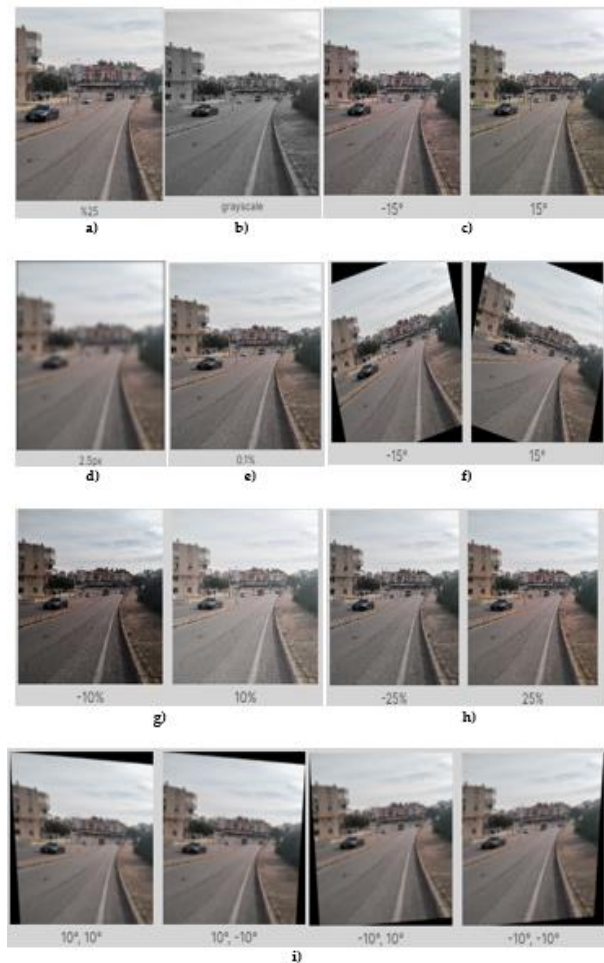 %25 grayscale -15° 15°
a) b) c)
2.5px 0.1% -15° 15°
d) e) f)
-10% 10% -25% 25%
g) h)
10°, 10° 10°, -10° -10°, 10° -10°, -10°
i)